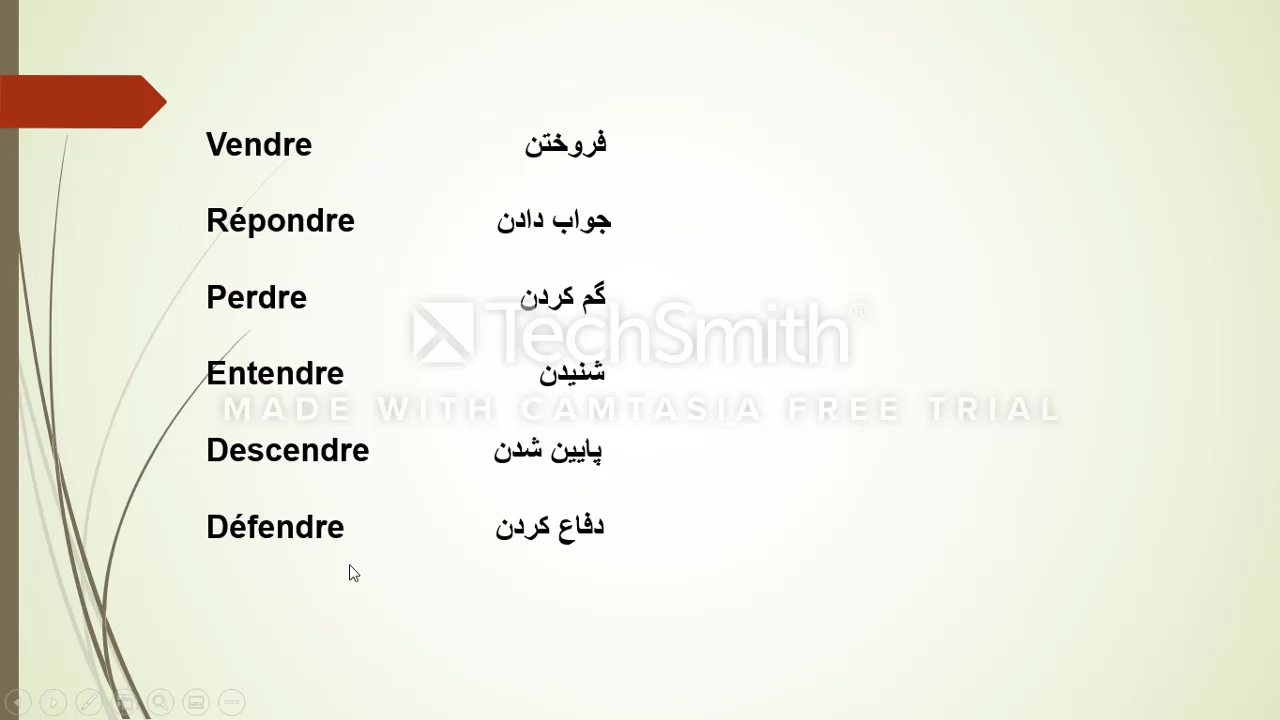 Vendre فروختن
Répondre جواب دادن
Perdre گم کردن
TechSmith®
Entendre شنیدن
MADE WITH CAMTASIA FREE TRIAL
Descendre پایین شدن
Défendre دفاع کردن